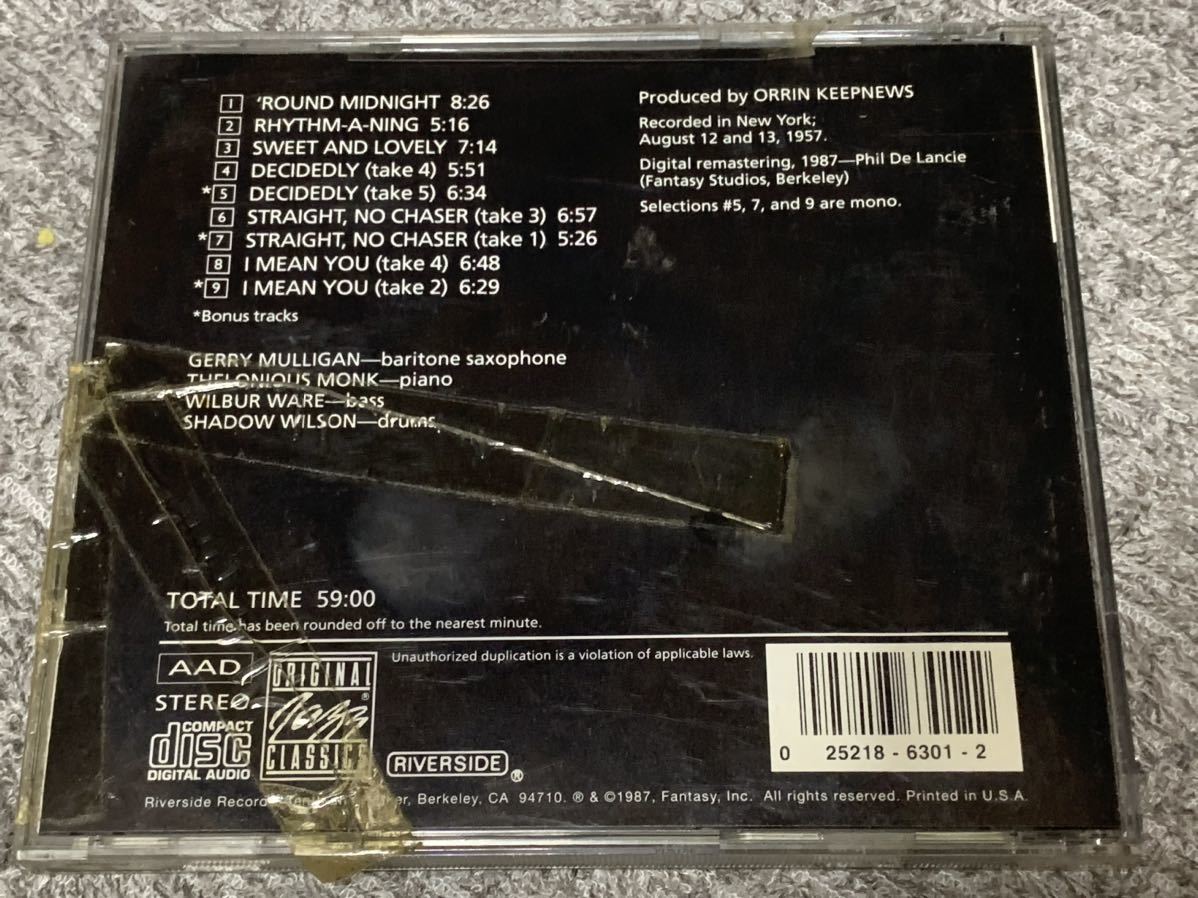 1 'ROUND MIDNIGHT 8:26
2 RHYTHM-A-NING 5:16
3 SWEET AND LOVELY 7:14
4 DECIDEDLY (take 4) 5:51
*5 DECIDEDLY (take 5) 6:34
6 STRAIGHT, NO CHASER (take 3) 6:57
*7 STRAIGHT, NO CHASER (take 1) 5:26
8 I MEAN YOU (take 4) 6:48
*9 I MEAN YOU (take 2) 6:29
*Bonus tracks
GERRY MULLIGAN—baritone saxophone
THELONIOUS MONK—piano
WILBUR WARE—bass
SHADOW WILSON—drums
Produced by ORRIN KEEPNEWS
Recorded in New York;
August 12 and 13, 1957.
Digital remastering, 1987—Phil De Lancie
(Fantasy Studios, Berkeley)
Selections #5, 7, and 9 are mono.
TOTAL TIME 59:00
Total time has been rounded off to the nearest minute.
AAD
STEREO
COMPACT
disc
DIGITAL AUDIO
ORIGINAL
Jazz ®
CLASSICS
Unauthorized duplication is a violation of applicable laws.
RIVERSIDE ®
0 25218 - 6301 - 2
Riverside Records, Berkeley, CA 94710. ℗ & ©1987, Fantasy, Inc. All rights reserved. Printed in U.S.A.